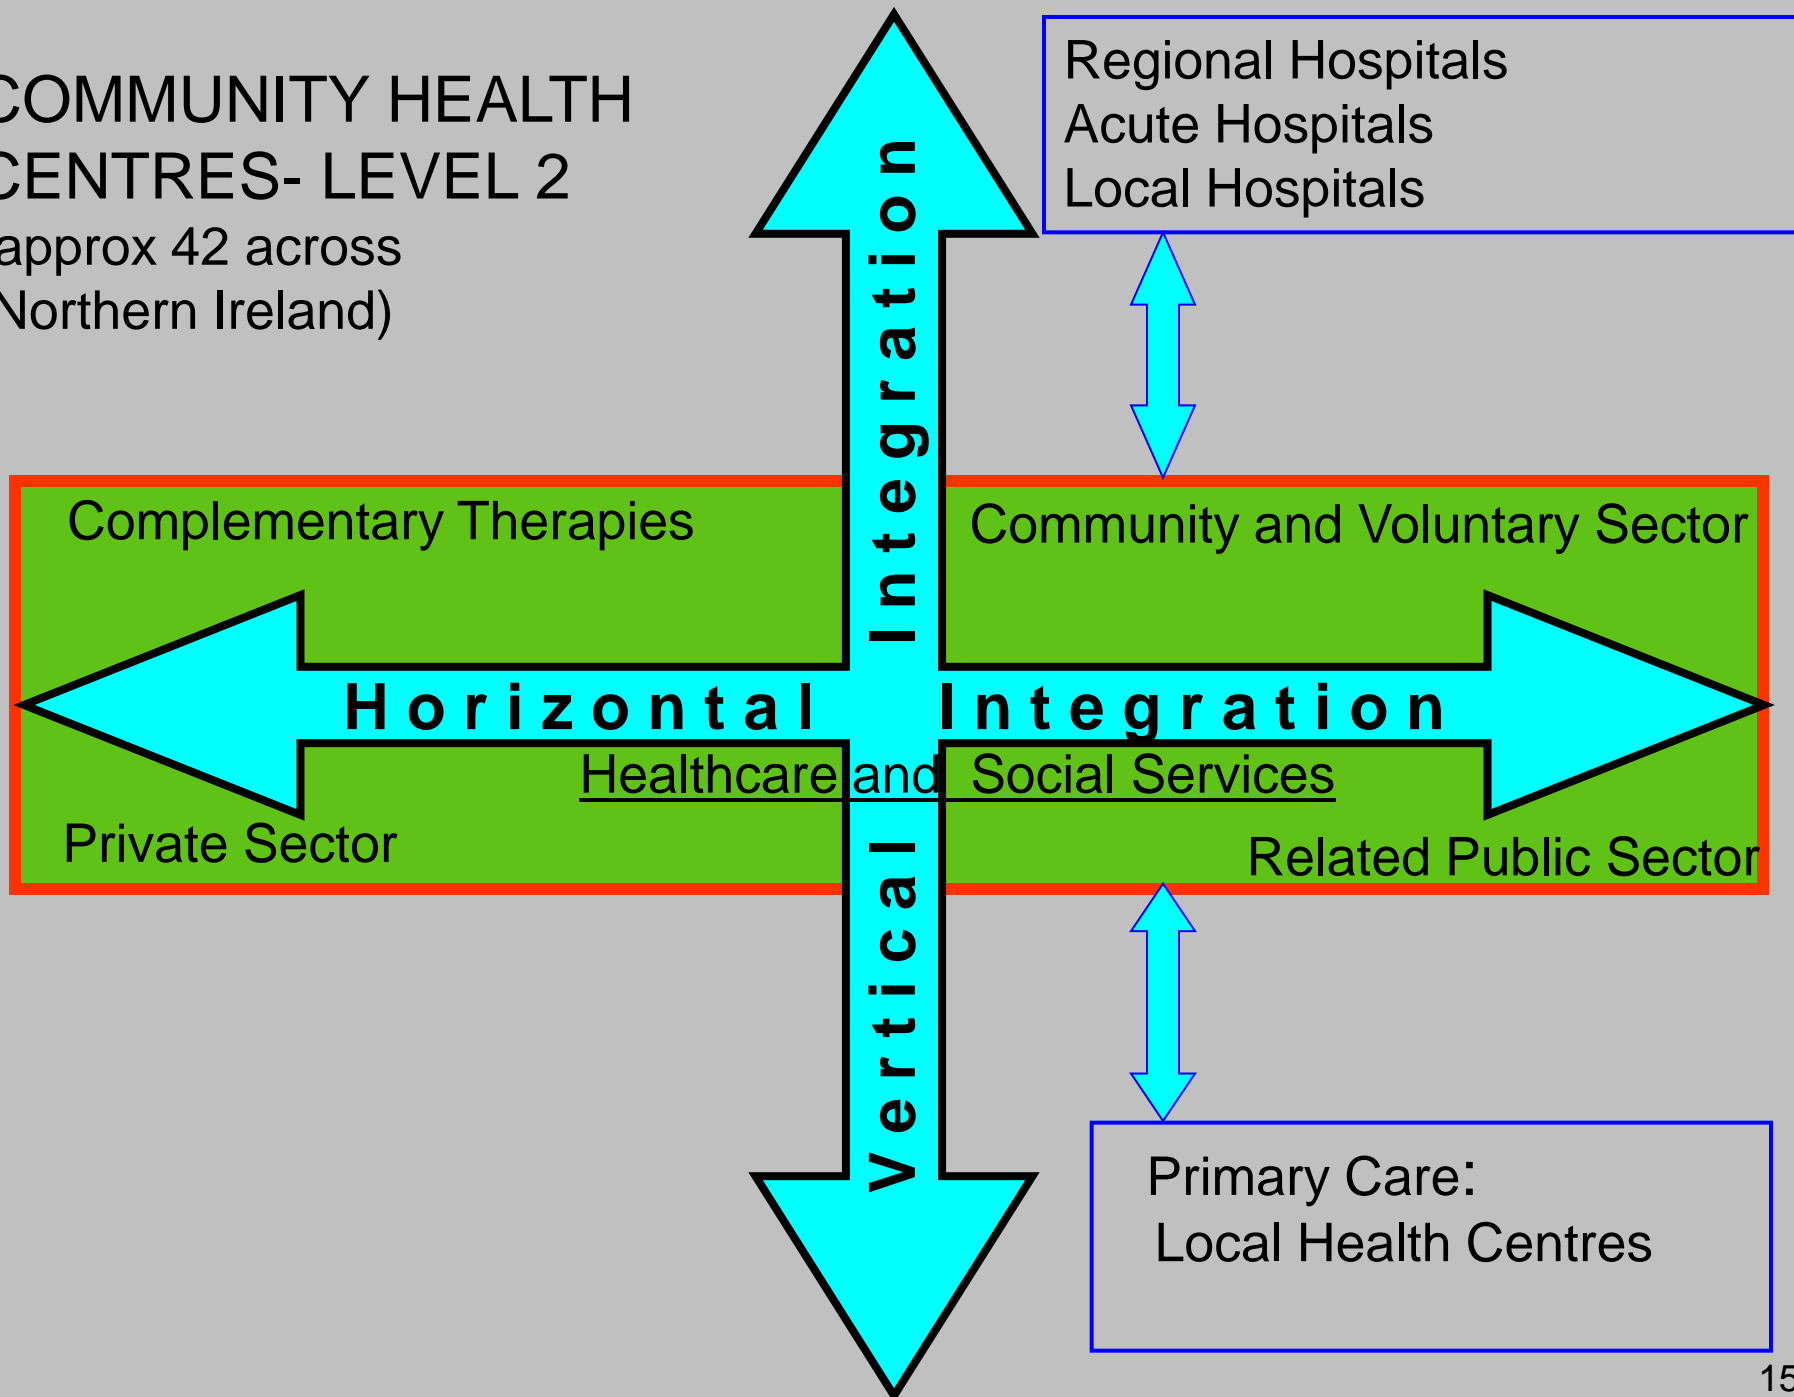 COMMUNITY HEALTH
CENTRES- LEVEL 2
approx 42 across
Northern Ireland)
Regional Hospitals
Acute Hospitals
Local Hospitals
Vertical Integration
Complementary Therapies
Community and Voluntary Sector
Horizontal Integration
Healthcare and Social Services
Private Sector
Related Public Sector
Primary Care:
Local Health Centres
15